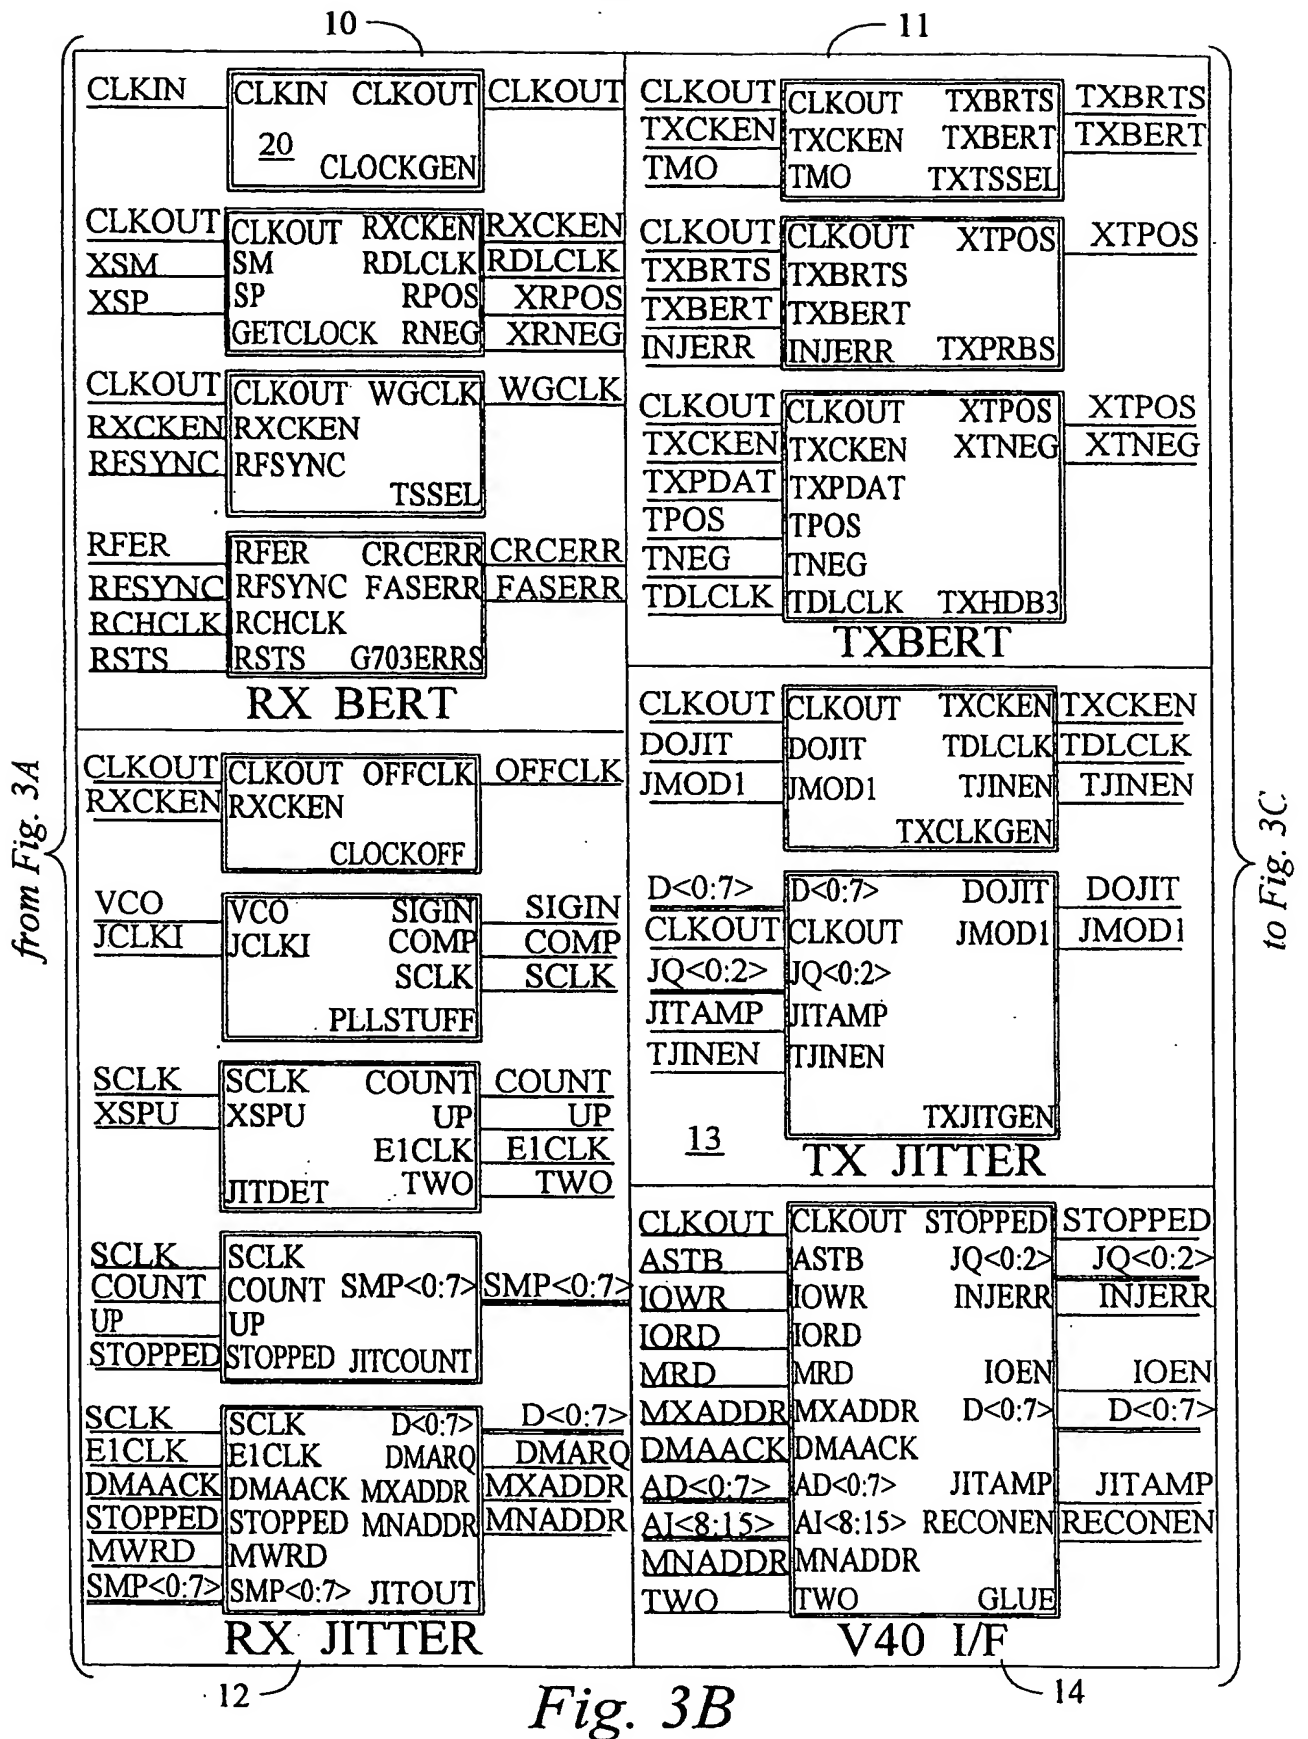 10
11
from Fig. 3A
to Fig. 3C.
CLKIN CLKIN CLKOUT CLKOUT
20
CLOCKGEN
CLKOUT CLKOUT RXCKEN RXCKEN
XSM SM RDLCLK RDLCLK
XSP SP RPOS XRPOS
GETCLOCK RNEG XRNEG
CLKOUT CLKOUT WGCLK WGCLK
RXCKEN RXCKEN
RESYNC RFSYNC
TSSEL
RFER RFER CRCERR CRCERR
RESYNC RFSYNC FASERR FASERR
RCHCLK RCHCLK
RSTS RSTS G703ERRS
RX BERT
CLKOUT CLKOUT OFFCLK OFFCLK
RXCKEN RXCKEN
CLOCKOFF
VCO VCO SIGIN SIGIN
JCLKI JCLKI COMP COMP
SCLK SCLK
PLLSTUFF
SCLK SCLK COUNT COUNT
XSPU XSPU UP UP
E1CLK E1CLK
JITDET TWO TWO
SCLK SCLK
COUNT COUNT SMP<0:7> SMP<0:7>
UP UP
STOPPED STOPPED JITCOUNT
SCLK SCLK D<0:7> D<0:7>
E1CLK E1CLK DMARQ DMARQ
DMAACK DMAACK MXADDR MXADDR
STOPPED STOPPED MNADDR MNADDR
MWRD MWRD
SMP<0:7> SMP<0:7> JITOUT
RX JITTER
12
CLKOUT CLKOUT TXBRTS TXBRTS
TXCKEN TXCKEN TXBERT TXBERT
TMO TMO TXTSSEL
CLKOUT CLKOUT XTPOS XTPOS
TXBRTS TXBRTS
TXBERT TXBERT
INJERR INJERR TXPRBS
CLKOUT CLKOUT XTPOS XTPOS
TXCKEN TXCKEN XTNEG XTNEG
TXPDAT TXPDAT
TPOS TPOS
TNEG TNEG
TDLCLK TDLCLK TXHDB3
TXBERT
CLKOUT CLKOUT TXCKEN TXCKEN
DOJIT DOJIT TDLCLK TDLCLK
JMOD1 JMOD1 TJINEN TJINEN
TXCLKGEN
D<0:7> D<0:7> DOJIT DOJIT
CLKOUT CLKOUT JMOD1 JMOD1
JQ<0:2> JQ<0:2>
JITAMP JITAMP
TJINEN TJINEN
TXJITGEN
13
TX JITTER
CLKOUT CLKOUT STOPPED STOPPED
ASTB ASTB JQ<0:2> JQ<0:2>
IOWR IOWR INJERR INJERR
IORD IORD
MRD MRD IOEN IOEN
MXADDR MXADDR D<0:7> D<0:7>
DMAACK DMAACK
AD<0:7> AD<0:7> JITAMP JITAMP
AI<8:15> AI<8:15> RECONEN RECONEN
MNADDR MNADDR
TWO TWO GLUE
V40 I/F
14
Fig. 3B